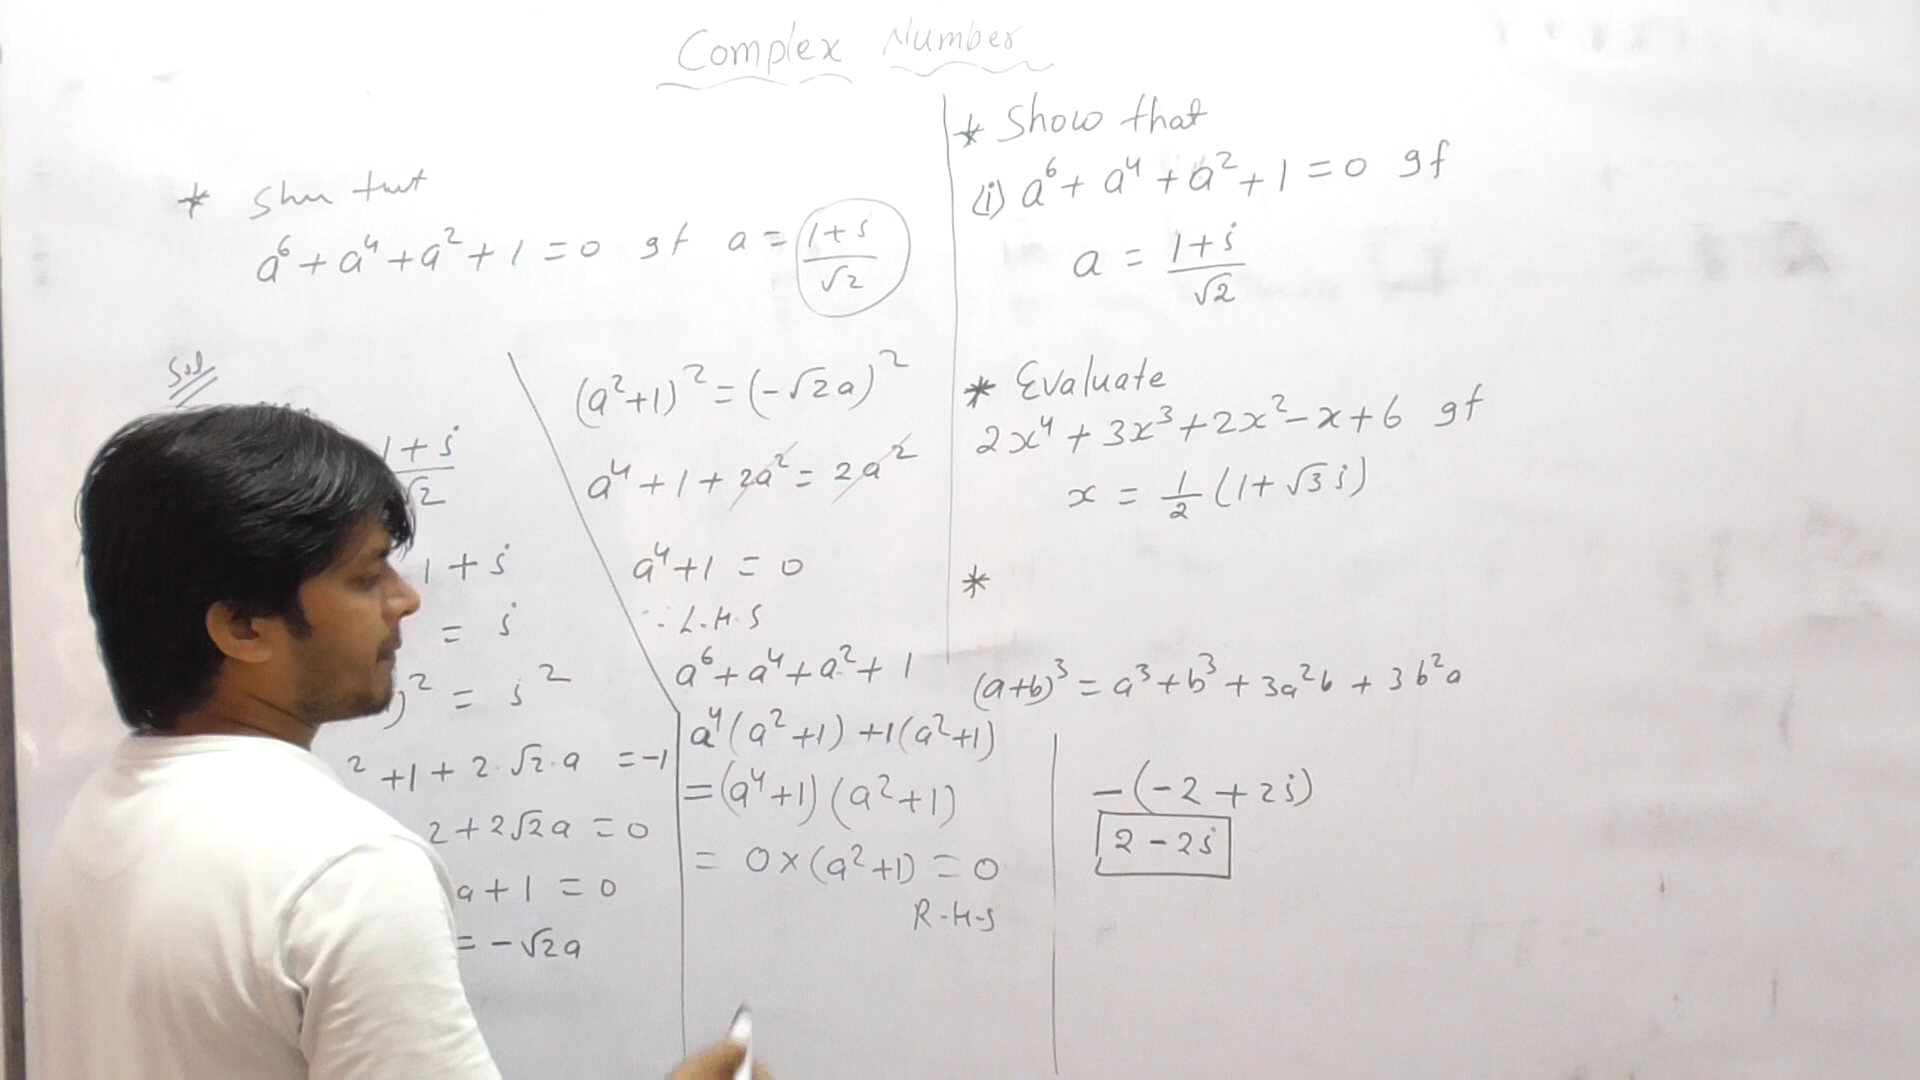 Complex Number
* Show that
a⁶ + a⁴ + a² + 1 = 0 If a = (1+i)/√2
Sol
1+i
√2
1 + i
= i
)² = i²
² + 1 + 2·√2·a = -1
2 + 2√2a = 0
a + 1 = 0
= -√2a
(a²+1)² = (-√2a)²
a⁴ + 1 + 2a² = 2a²
a⁴ + 1 = 0
∴ L.H.S
a⁶ + a⁴ + a² + 1
a⁴(a²+1) + 1(a²+1)
= (a⁴+1)(a²+1)
= 0×(a²+1) = 0
R-H-S
* Show that
(i) a⁶ + a⁴ + a² + 1 = 0 If
a = (1+i)/√2
* Evaluate
2x⁴ + 3x³ + 2x² - x + 6 If
x = 1/2 (1+√3 i)
*
(a+b)³ = a³ + b³ + 3a²b + 3b²a
-(-2 + 2i)
2 - 2i